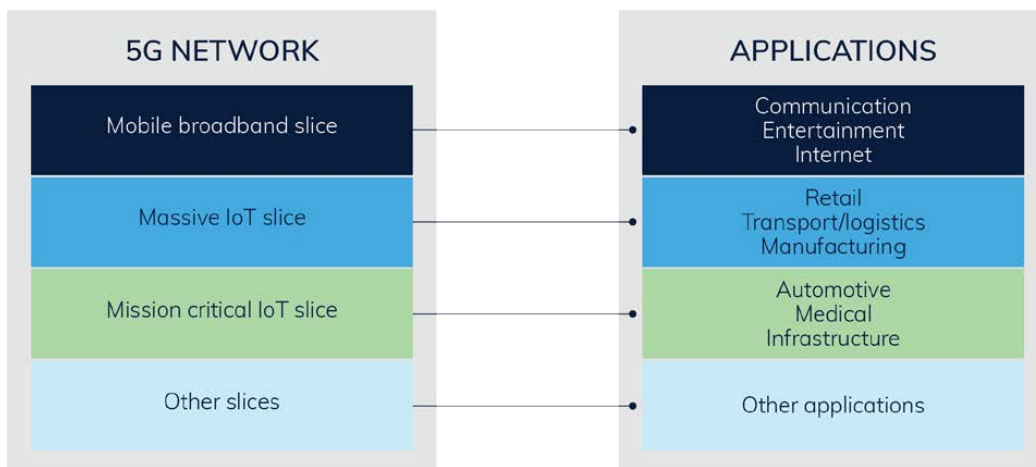 5G NETWORK
Mobile broadband slice
Massive IoT slice
Mission critical IoT slice
Other slices
APPLICATIONS
Communication
Entertainment
Internet
Retail
Transport/logistics
Manufacturing
Automotive
Medical
Infrastructure
Other applications